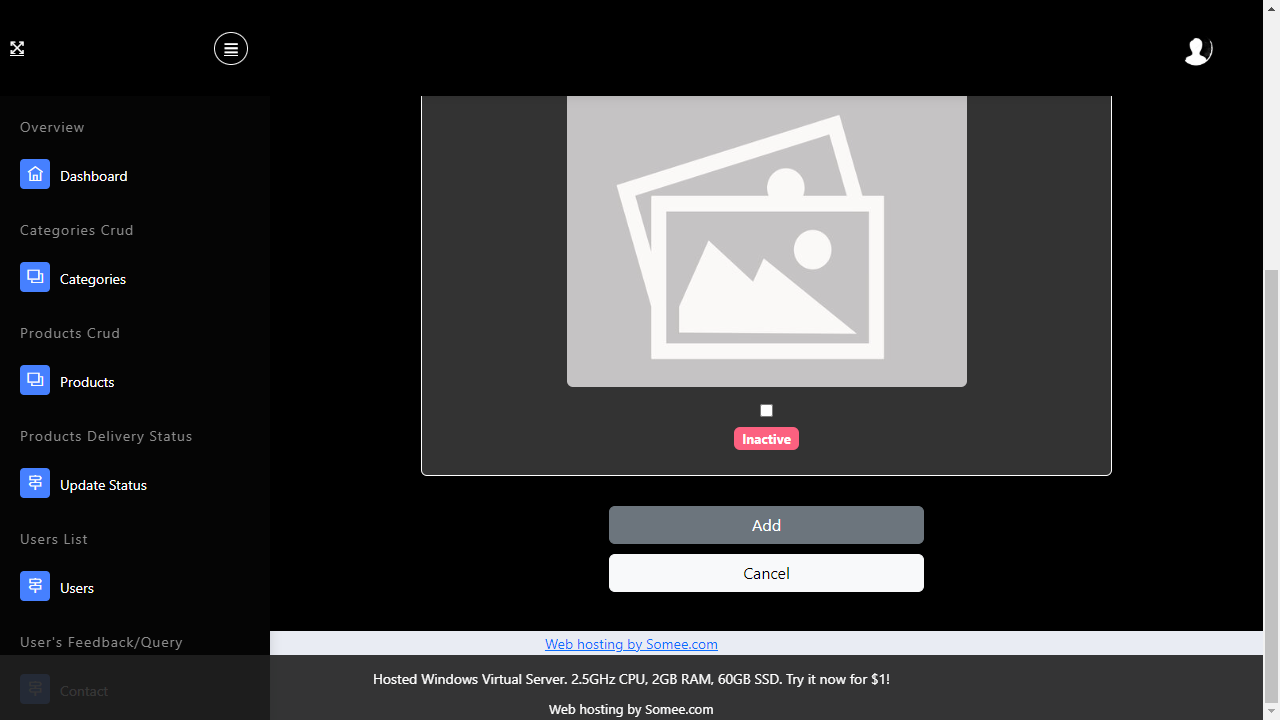 Overview
Dashboard
Categories Crud
Categories
Products Crud
Products
Products Delivery Status
Update Status
Users List
Users
User's Feedback/Query
Contact
Inactive
Add
Cancel
Web hosting by Somee.com
Hosted Windows Virtual Server. 2.5GHz CPU, 2GB RAM, 60GB SSD. Try it now for $1!
Web hosting by Somee.com